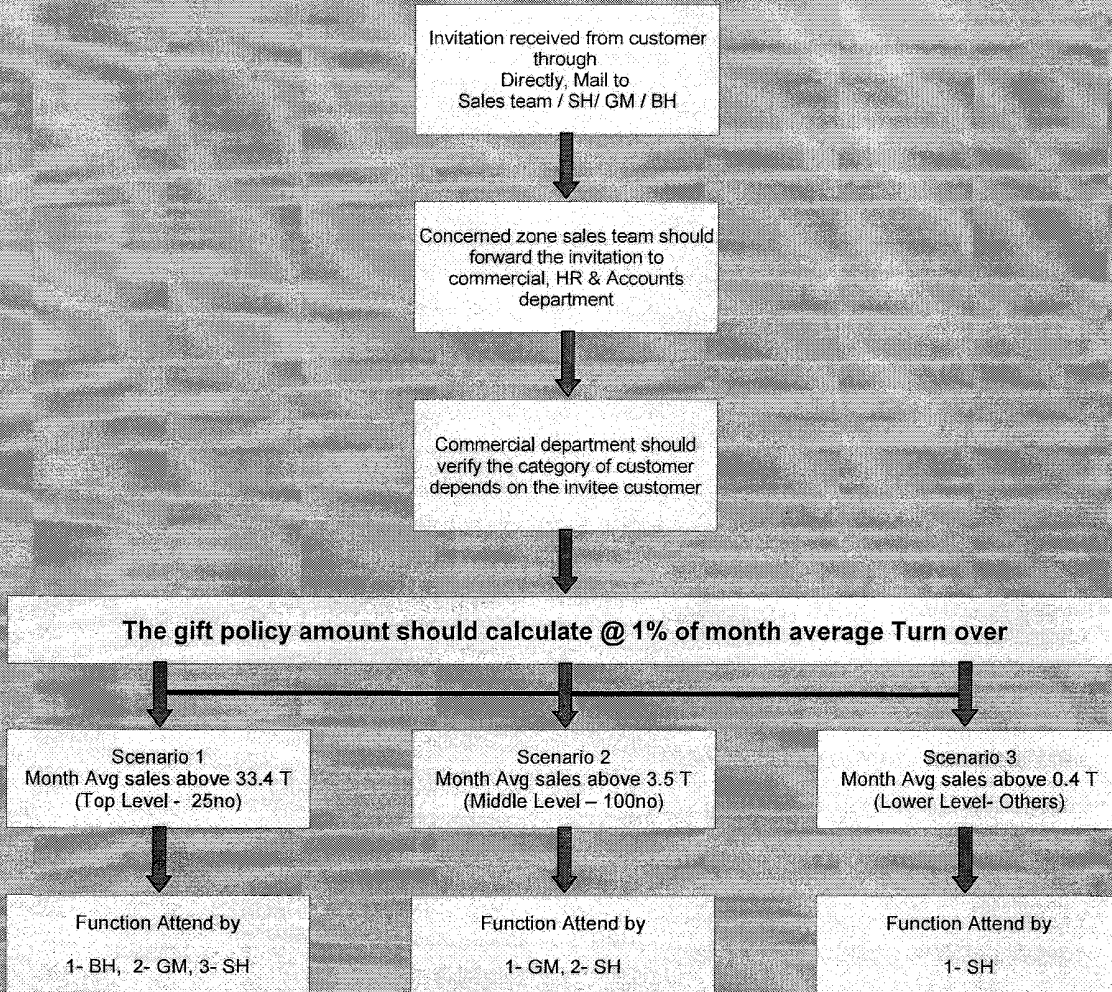 Invitation received from customer
through
Directly, Mail to
Sales team / SH/ GM / BH
Concerned zone sales team should
forward the invitation to
commercial, HR & Accounts
department
Commercial department should
verify the category of customer
depends on the invitee customer
The gift policy amount should calculate @ 1% of month average Turn over
Scenario 1
Month Avg sales above 33.4 T
(Top Level - 25no)
Scenario 2
Month Avg sales above 3.5 T
(Middle Level – 100no)
Scenario 3
Month Avg sales above 0.4 T
(Lower Level- Others)
Function Attend by
1- BH, 2- GM, 3- SH
Function Attend by
1- GM, 2- SH
Function Attend by
1- SH